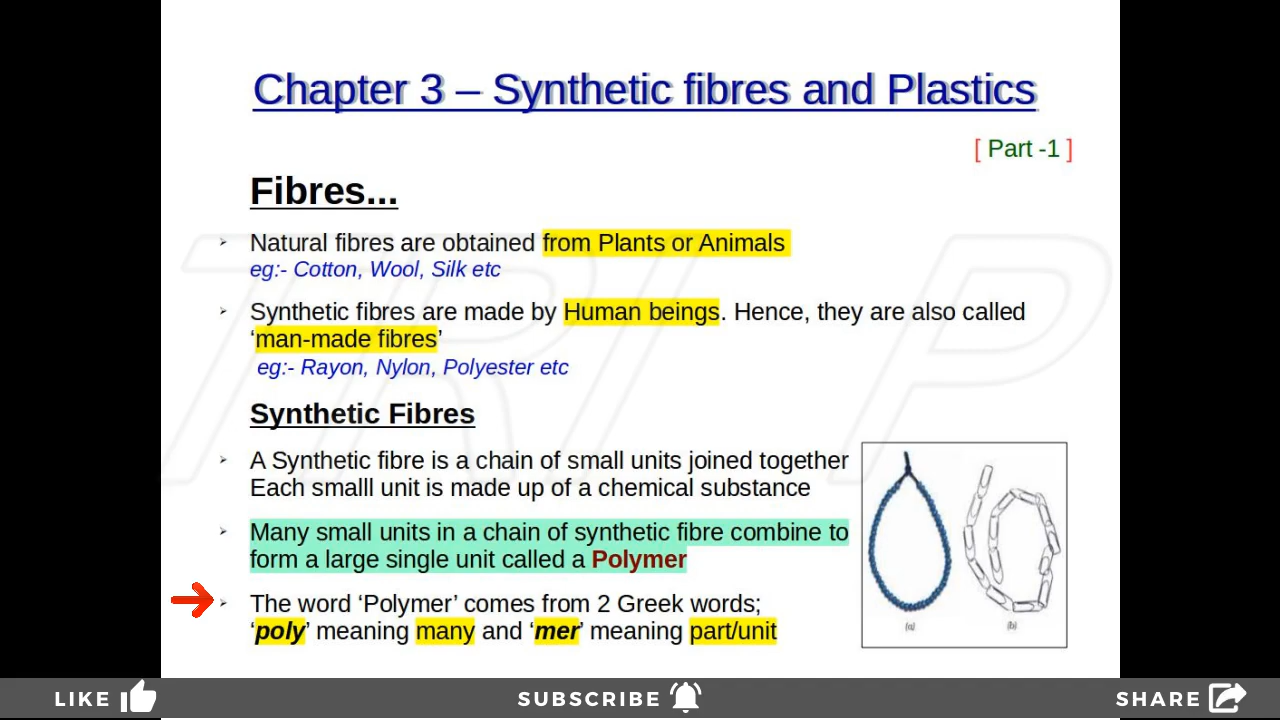 Chapter 3 – Synthetic fibres and Plastics
[ Part -1 ]
Fibres...
Natural fibres are obtained from Plants or Animals
eg:- Cotton, Wool, Silk etc
Synthetic fibres are made by Human beings. Hence, they are also called
‘man-made fibres’
eg:- Rayon, Nylon, Polyester etc
Synthetic Fibres
A Synthetic fibre is a chain of small units joined together
Each smalll unit is made up of a chemical substance
Many small units in a chain of synthetic fibre combine to
form a large single unit called a Polymer
The word ‘Polymer’ comes from 2 Greek words;
‘poly’ meaning many and ‘mer’ meaning part/unit
(a) (b)
LIKE SUBSCRIBE SHARE